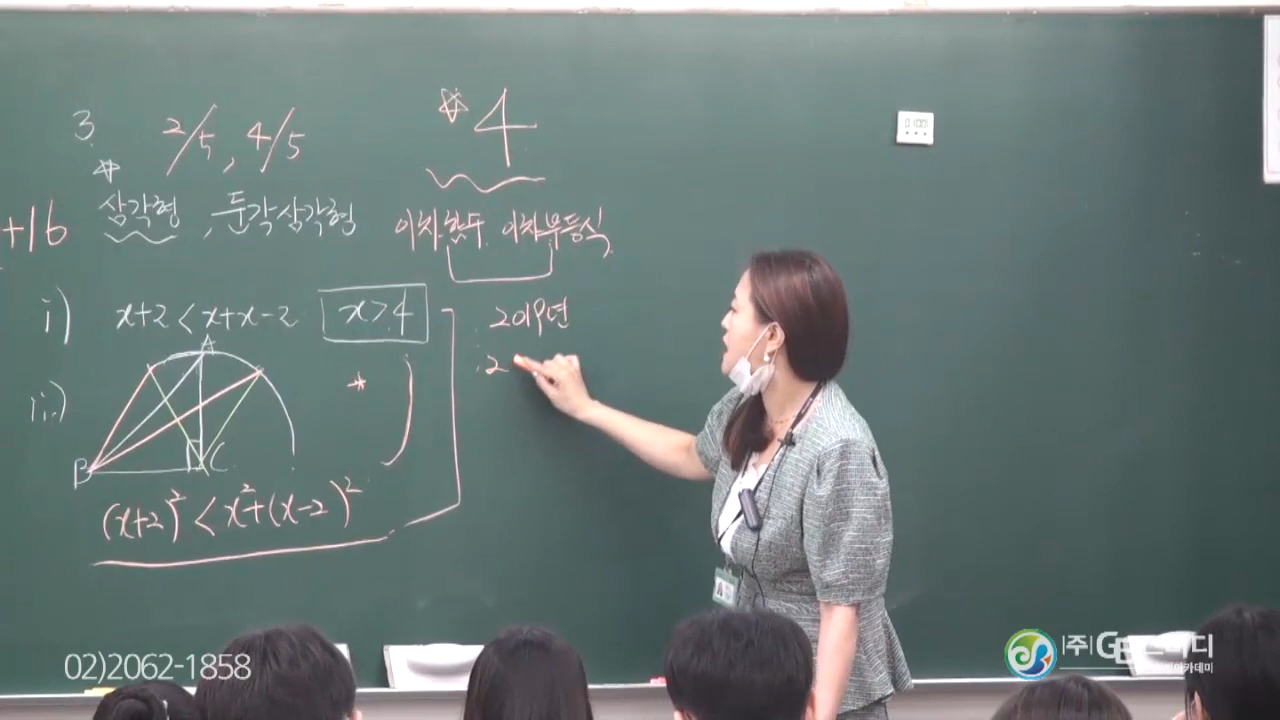 3. 2/5, 4/5
☆
삼각형, 둔각삼각형
+16
i) x+2<x+x-2 x>4
ii)
A
B
C
*
(x+2)²<x²+(x-2)²
☆ 4
이차함수 이차부등식
2019년
2
02)2062-1858
(주)